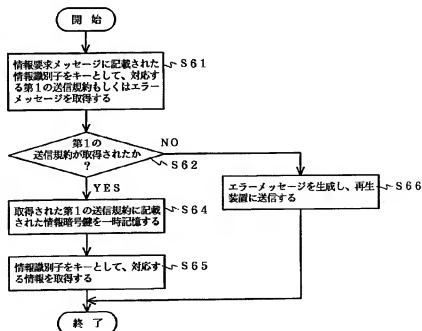 開始
情報要求メッセージに記載された
情報識別子をキーとして、対応す
る第1の送信規約もしくはエラー
メッセージを取得する
S61
第1の
送信規約が取得されたか
?
NO
S62
YES
エラーメッセージを生成し、再生
装置に送信する
S66
取得された第1の送信規約に記載
された情報暗号鍵を一時記憶する
S64
情報識別子をキーとして、対応す
る情報を取得する
S65
終了